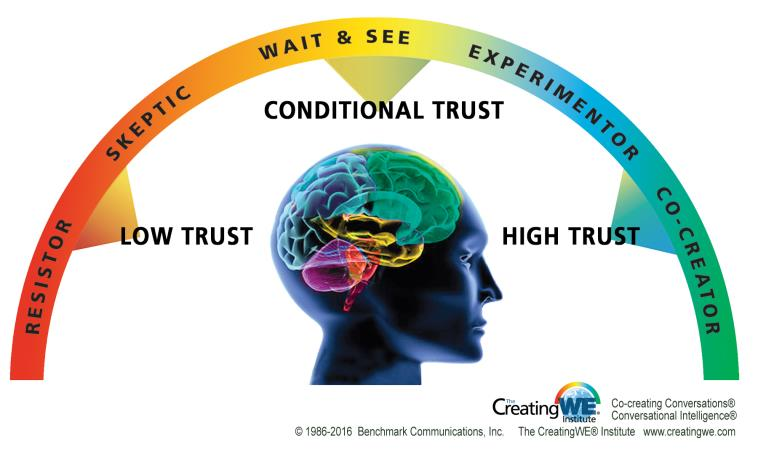 RESISTOR
SKEPTIC
WAIT & SEE
EXPERIMENTOR
CO-CREATOR
CONDITIONAL TRUST
LOW TRUST
HIGH TRUST
The
CreatingWE®
Institute
Co-creating Conversations®
Conversational Intelligence®
© 1986-2016 Benchmark Communications, Inc. The CreatingWE® Institute www.creatingwe.com